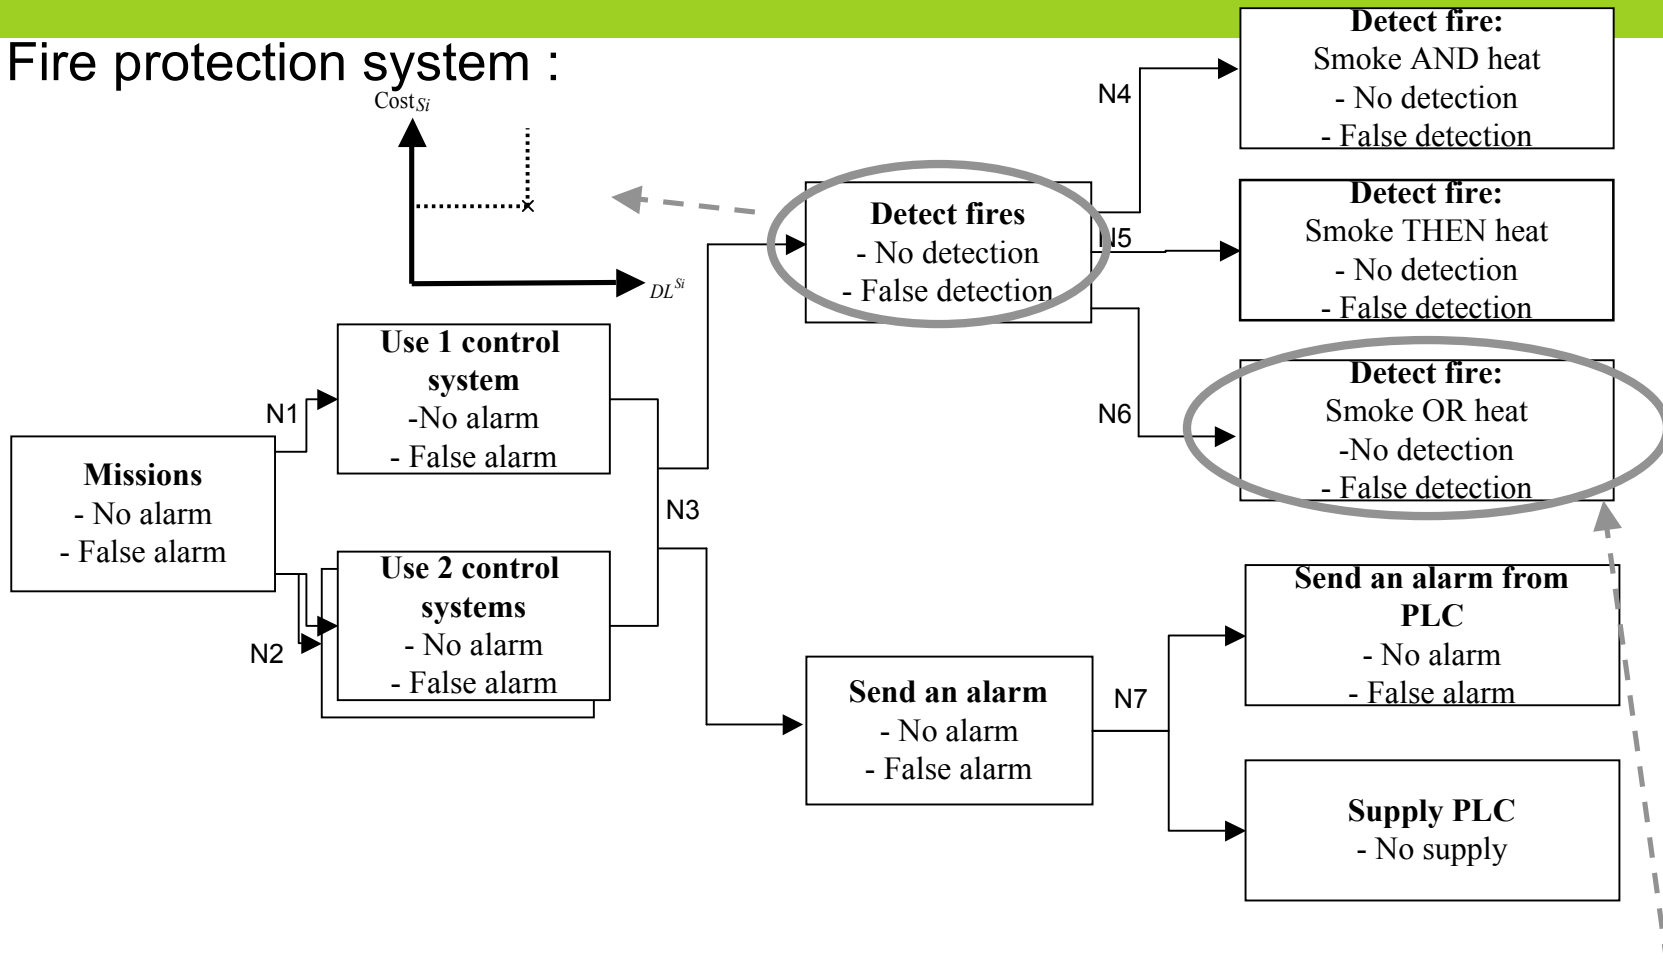 Fire protection system :
Cost Si
DL Si
Missions
- No alarm
- False alarm
N1
N2
Use 1 control
system
-No alarm
- False alarm
Use 2 control
systems
- No alarm
- False alarm
N3
Detect fires
- No detection
- False detection
Send an alarm
- No alarm
- False alarm
N4
N5
N6
N7
Detect fire:
Smoke AND heat
- No detection
- False detection
Detect fire:
Smoke THEN heat
- No detection
- False detection
Detect fire:
Smoke OR heat
-No detection
- False detection
Send an alarm from
PLC
- No alarm
- False alarm
Supply PLC
- No supply